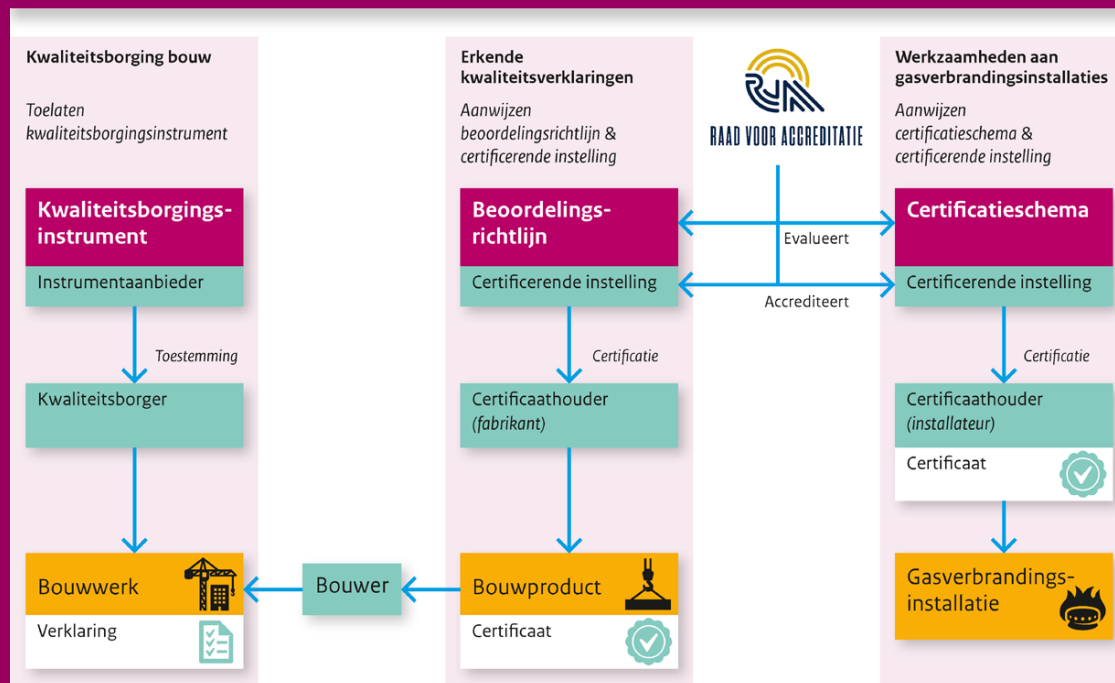 Kwaliteitsborging bouw
Toelaten
kwaliteitsborgingsinstrument
Kwaliteitsborgings-
instrument
Instrumentaanbieder
Toestemming
Kwaliteitsborger
Bouwwerk
Verklaring
Bouwer
Erkende
kwaliteitsverklaringen
Aanwijzen
beoordelingsrichtlijn &
certificerende instelling
Beoordelings-
richtlijn
Certificerende instelling
Certificatie
Certificaathouder
(fabrikant)
Bouwproduct
Certificaat
RVA
RAAD VOOR ACCREDITATIE
Evalueert
Accrediteert
Werkzaamheden aan
gasverbrandingsinstallaties
Aanwijzen
certificatieschema &
certificerende instelling
Certificatieschema
Certificerende instelling
Certificatie
Certificaathouder
(installateur)
Certificaat
Gasverbrandings-
installatie